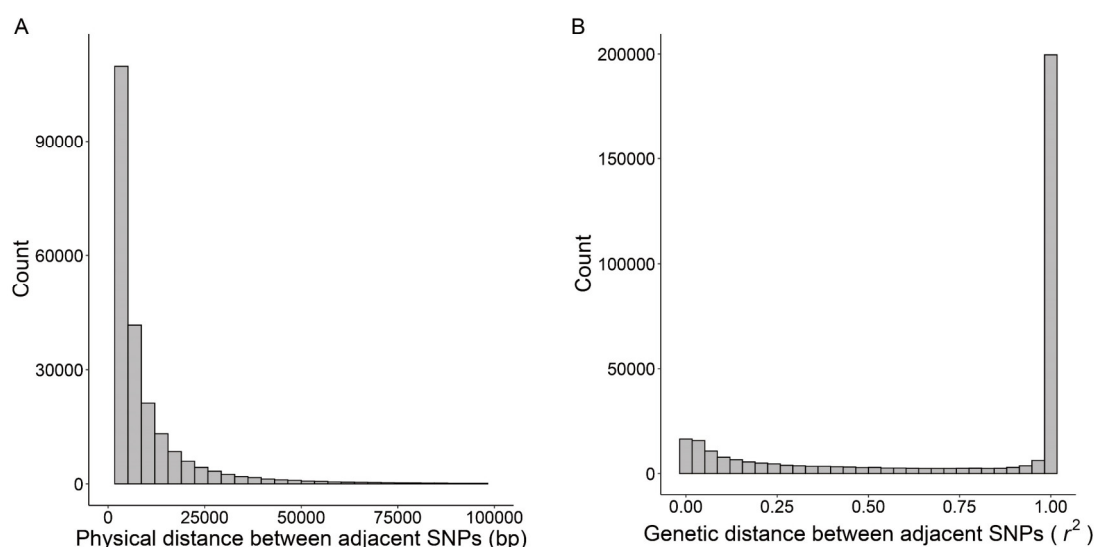 A
Count
90000
60000
30000
0
0 25000 50000 75000 100000
Physical distance between adjacent SNPs (bp)
B
Count
200000
150000
100000
50000
0
0.00 0.25 0.50 0.75 1.00
Genetic distance between adjacent SNPs ( r² )